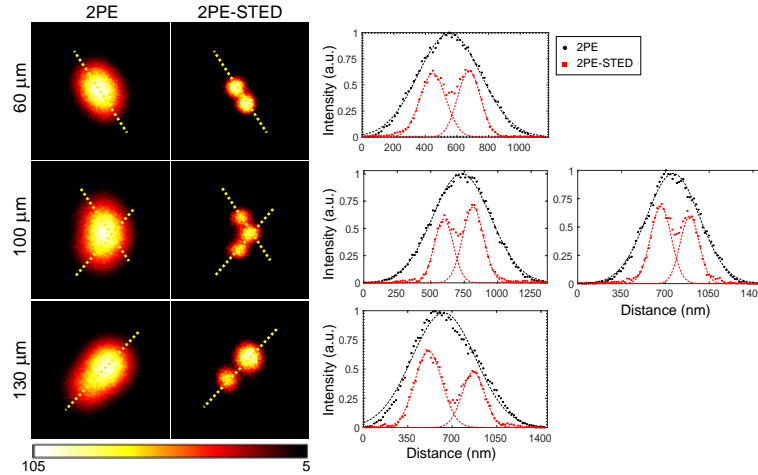 2PE 2PE-STED
60 μm
100 μm
130 μm
105 5
Intensity (a.u.)
1
0.75
0.5
0.25
0
0 200 400 600 800 1000
2PE
2PE-STED
Intensity (a.u.)
1
0.75
0.5
0.25
0
0 250 500 750 1000 1250
1
0.75
0.5
0.25
0
0 350 700 1050 1400
Distance (nm)
Intensity (a.u.)
1
0.75
0.5
0.25
0
0 350 700 1050 1400
Distance (nm)